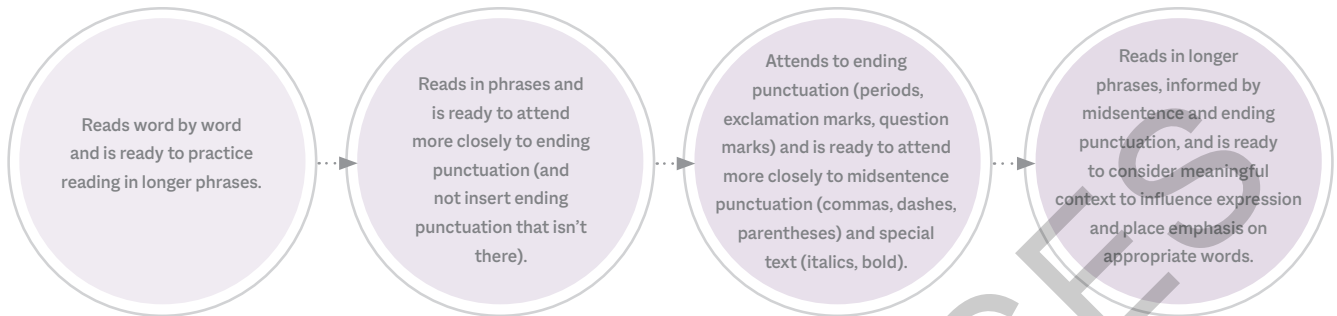 Reads word by word
and is ready to practice
reading in longer phrases.
Reads in phrases and
is ready to attend
more closely to ending
punctuation (and
not insert ending
punctuation that isn't
there).
Attends to ending
punctuation (periods,
exclamation marks, question
marks) and is ready to attend
more closely to midsentence
punctuation (commas, dashes,
parentheses) and special
text (italics, bold).
Reads in longer
phrases, informed by
midsentence and ending
punctuation, and is ready
to consider meaningful
context to influence expression
and place emphasis on
appropriate words.